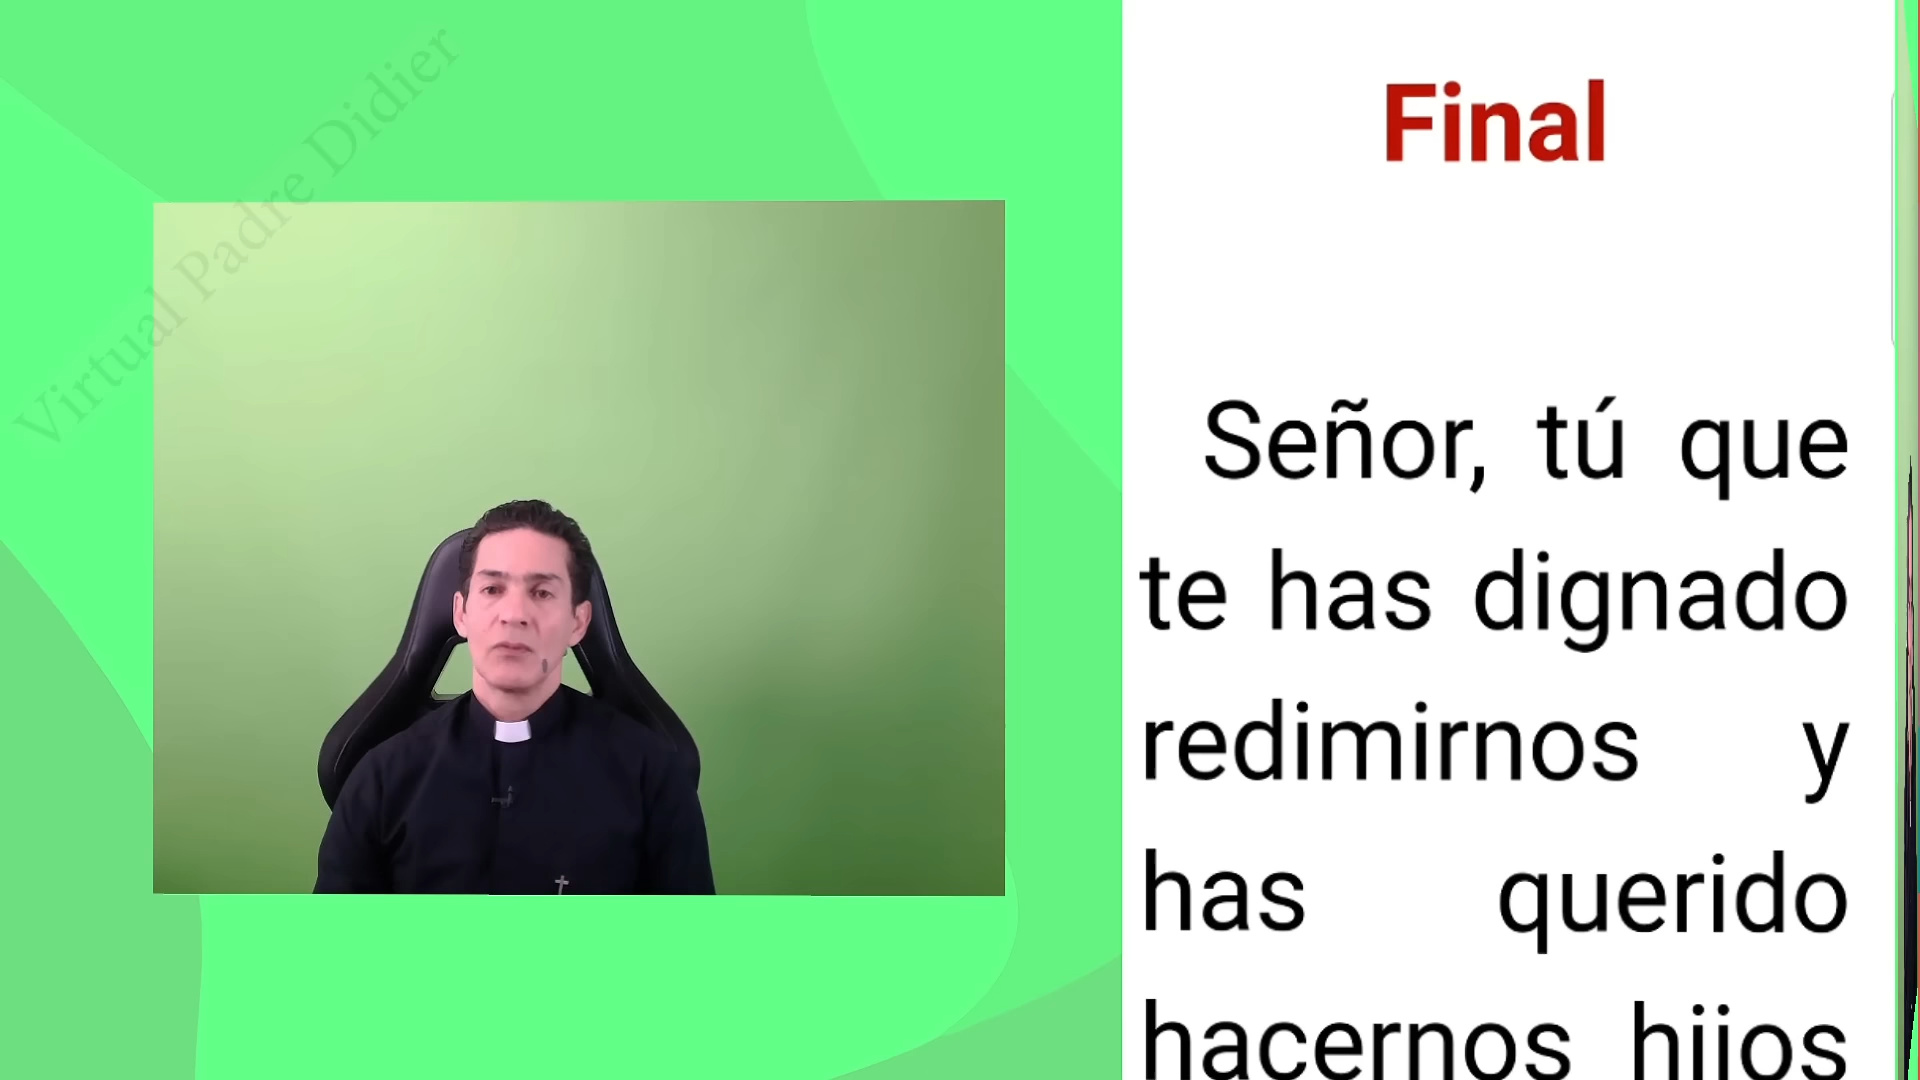 Virtual Padre Didier
Final
Señor, tú que
te has dignado
redimirnos y
has querido
hacernos hijos